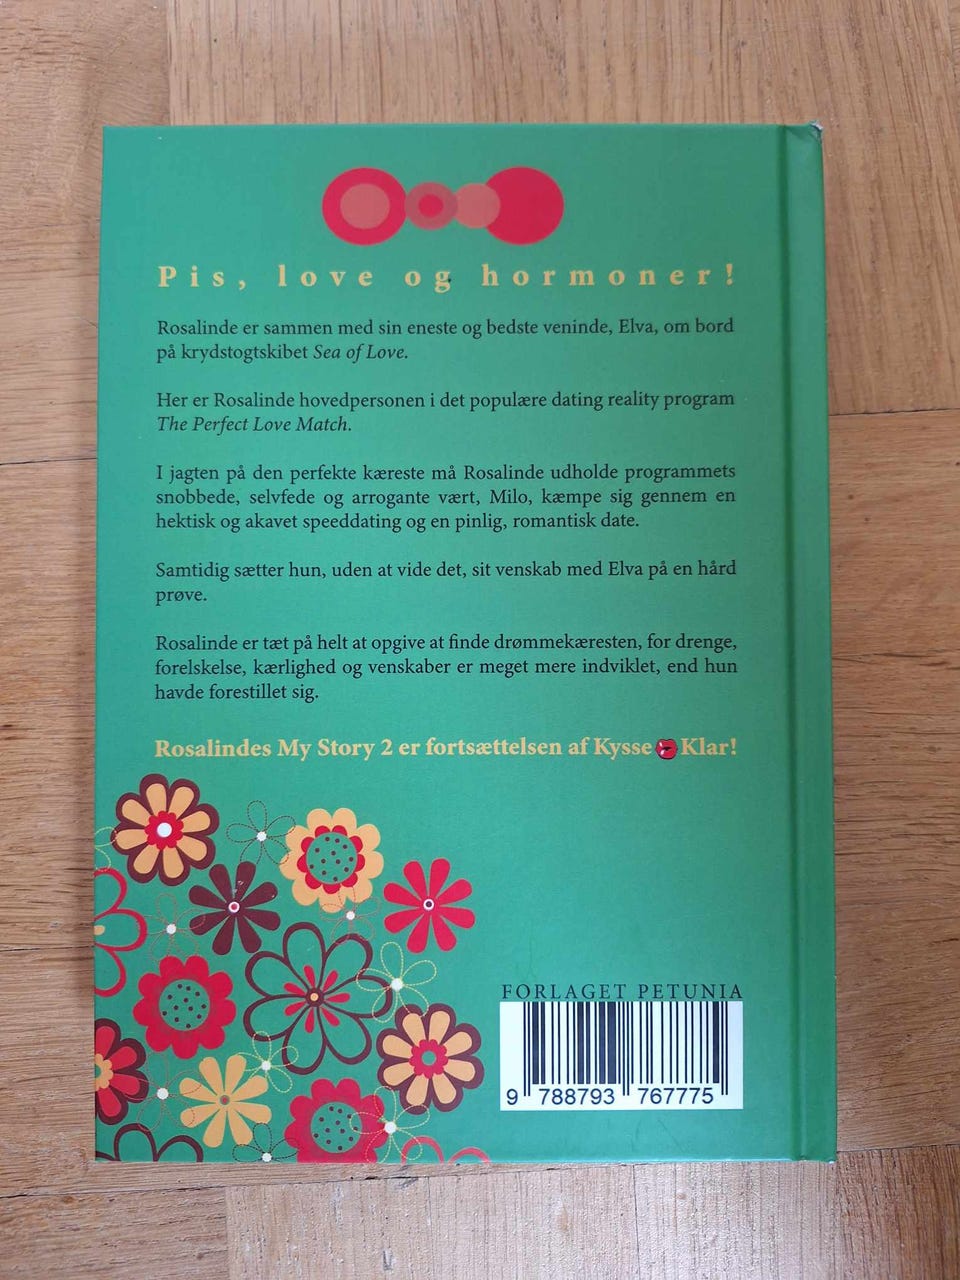 Pis, love og hormoner!
Rosalinde er sammen med sin eneste og bedste veninde, Elva, om bord
på krydstogtskibet Sea of Love.
Her er Rosalinde hovedpersonen i det populære dating reality program
The Perfect Love Match.
I jagten på den perfekte kæreste må Rosalinde udholde programmets
snobbede, selvfede og arrogante vært, Milo, kæmpe sig gennem en
hektisk og akavet speeddating og en pinlig, romantisk date.
Samtidig sætter hun, uden at vide det, sit venskab med Elva på en hård
prøve.
Rosalinde er tæt på helt at opgive at finde drømmekæresten, for drenge,
forelskelse, kærlighed og venskaber er meget mere indviklet, end hun
havde forestillet sig.
Rosalindes My Story 2 er fortsættelsen af Kysse Klar!
FORLAGET PETUNIA
9 788793 767775